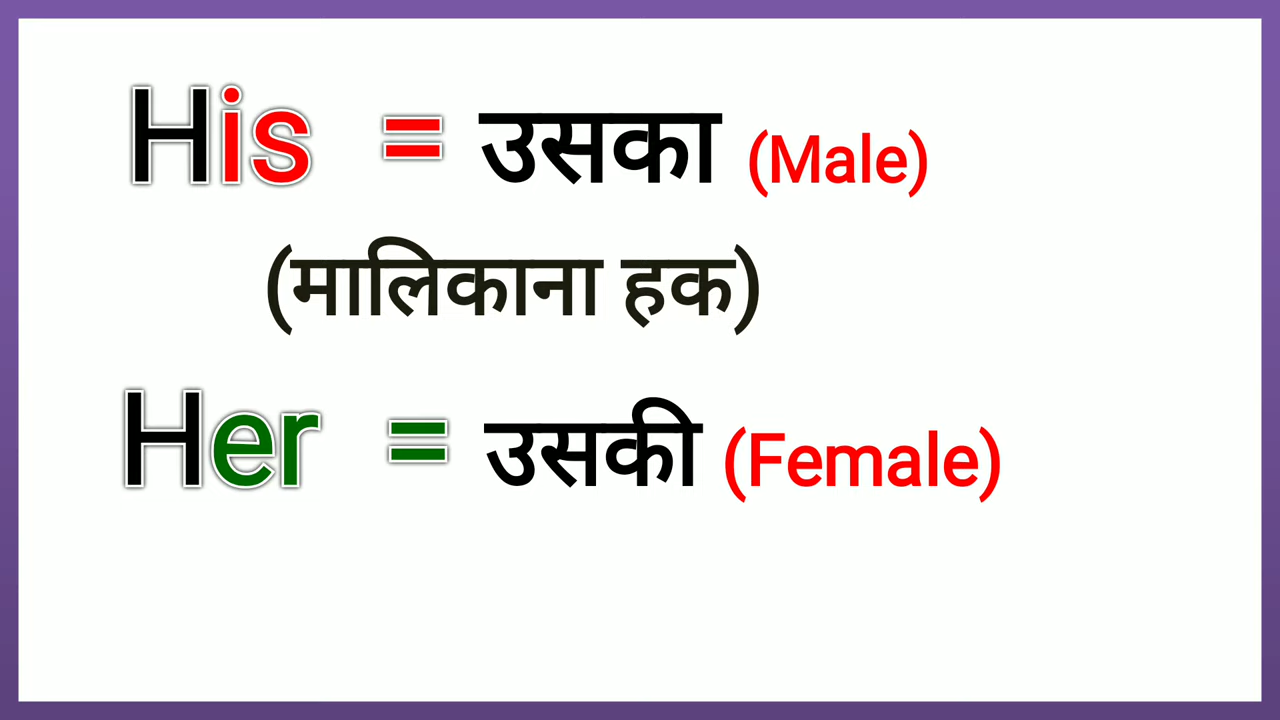 His = उसका (Male)
(मालिकाना हक)
Her = उसकी (Female)